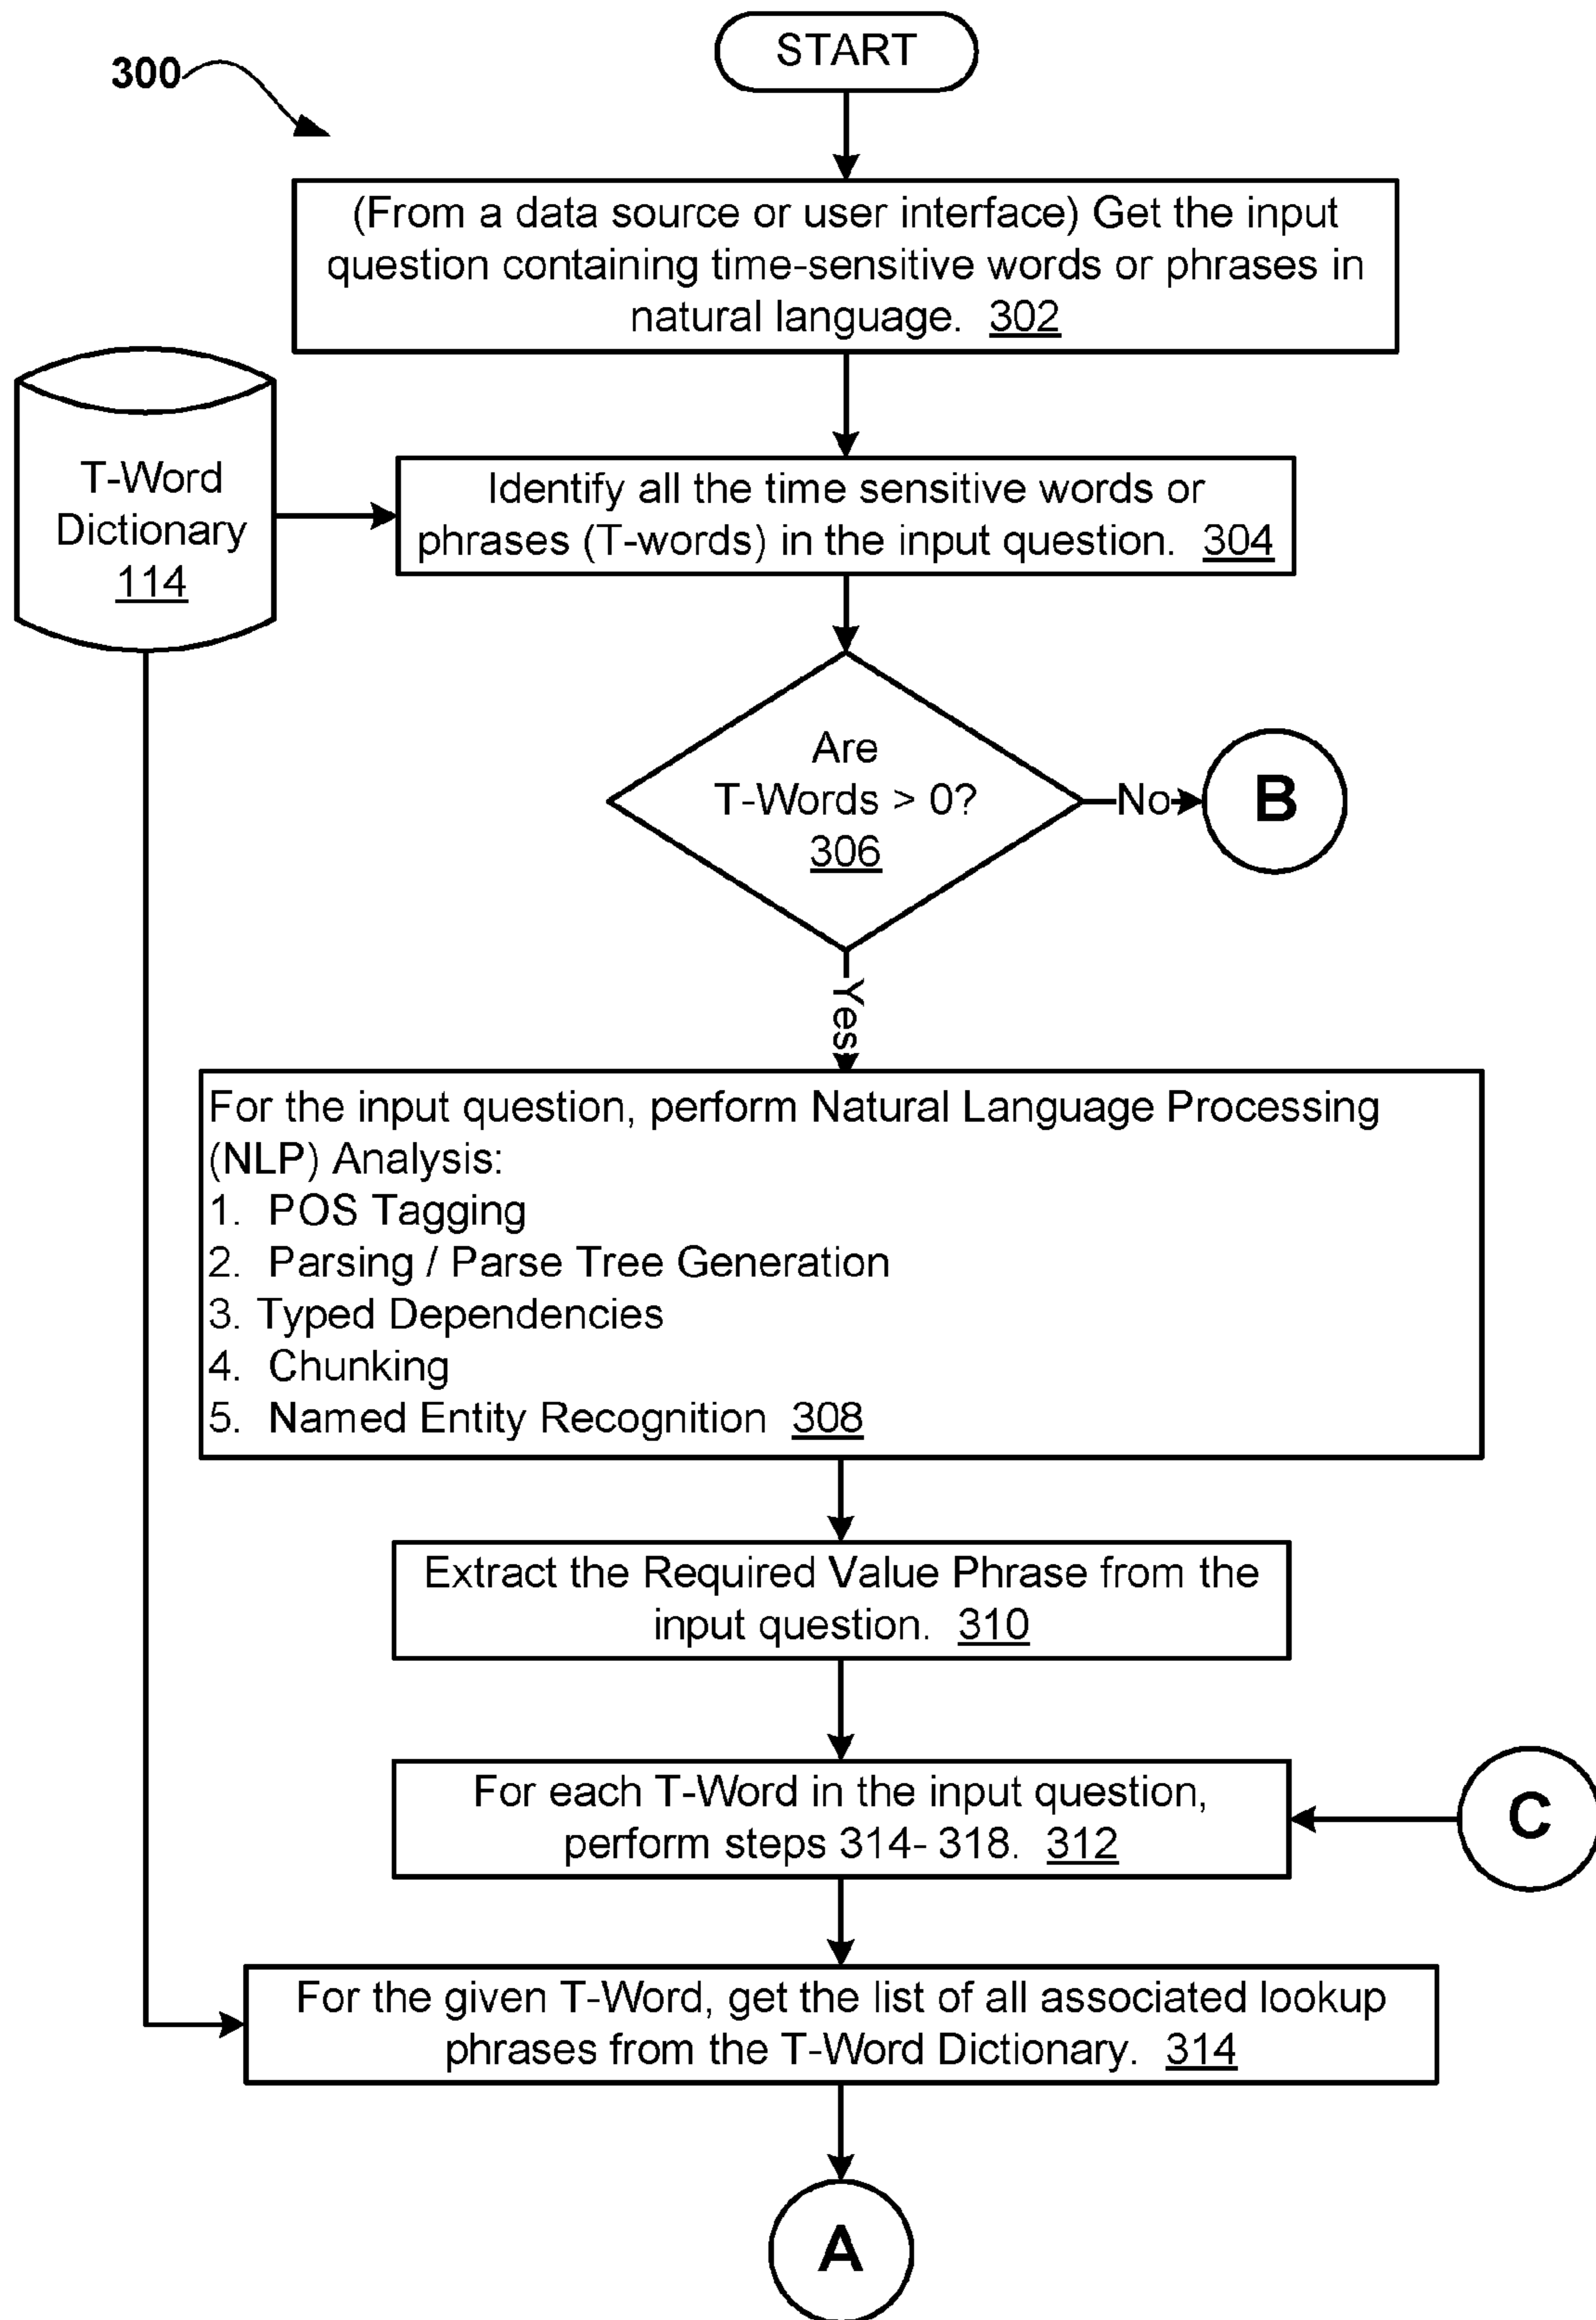 START
300
(From a data source or user interface) Get the input
question containing time-sensitive words or phrases in
natural language. 302
T-Word
Dictionary
114
Identify all the time sensitive words or
phrases (T-words) in the input question. 304
Are
T-Words > 0?
306
No
B
Yes
For the input question, perform Natural Language Processing
(NLP) Analysis:
1. POS Tagging
2. Parsing / Parse Tree Generation
3. Typed Dependencies
4. Chunking
5. Named Entity Recognition 308
Extract the Required Value Phrase from the
input question. 310
For each T-Word in the input question,
perform steps 314- 318. 312
C
For the given T-Word, get the list of all associated lookup
phrases from the T-Word Dictionary. 314
A